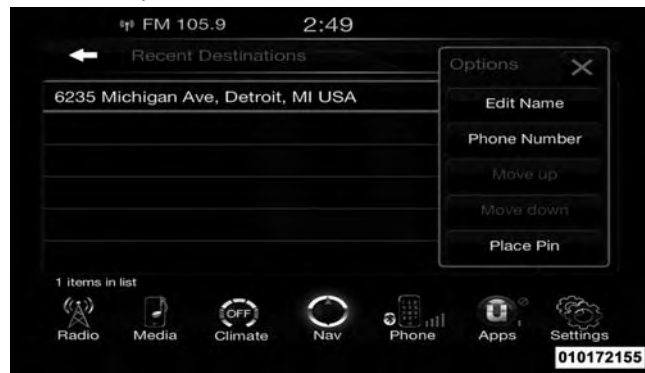 FM 105.9 2:49
Recent Destinations
Options
6235 Michigan Ave, Detroit, MI USA
Edit Name
Phone Number
Move up
Move down
Place Pin
1 items in list
OFF
Radio Media Climate Nav Phone Apps Settings
010172155